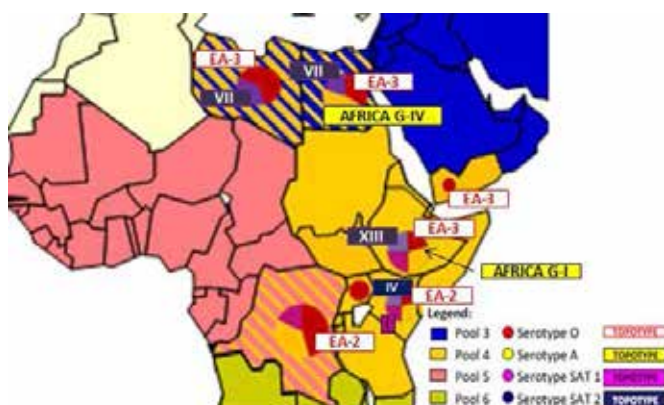 EA-3
VII
VII
EA-3
AFRICA G-IV
EA-3
XIII
EA-3
AFRICA G-I
IV
EA-2
EA-2
Legend:
Pool 3 Serotype O TOPOTYPE
Pool 4 Serotype A TOPOTYPE
Pool 5 Serotype SAT 1 TOPOTYPE
Pool 6 Serotype SAT 2 TOPOTYPE